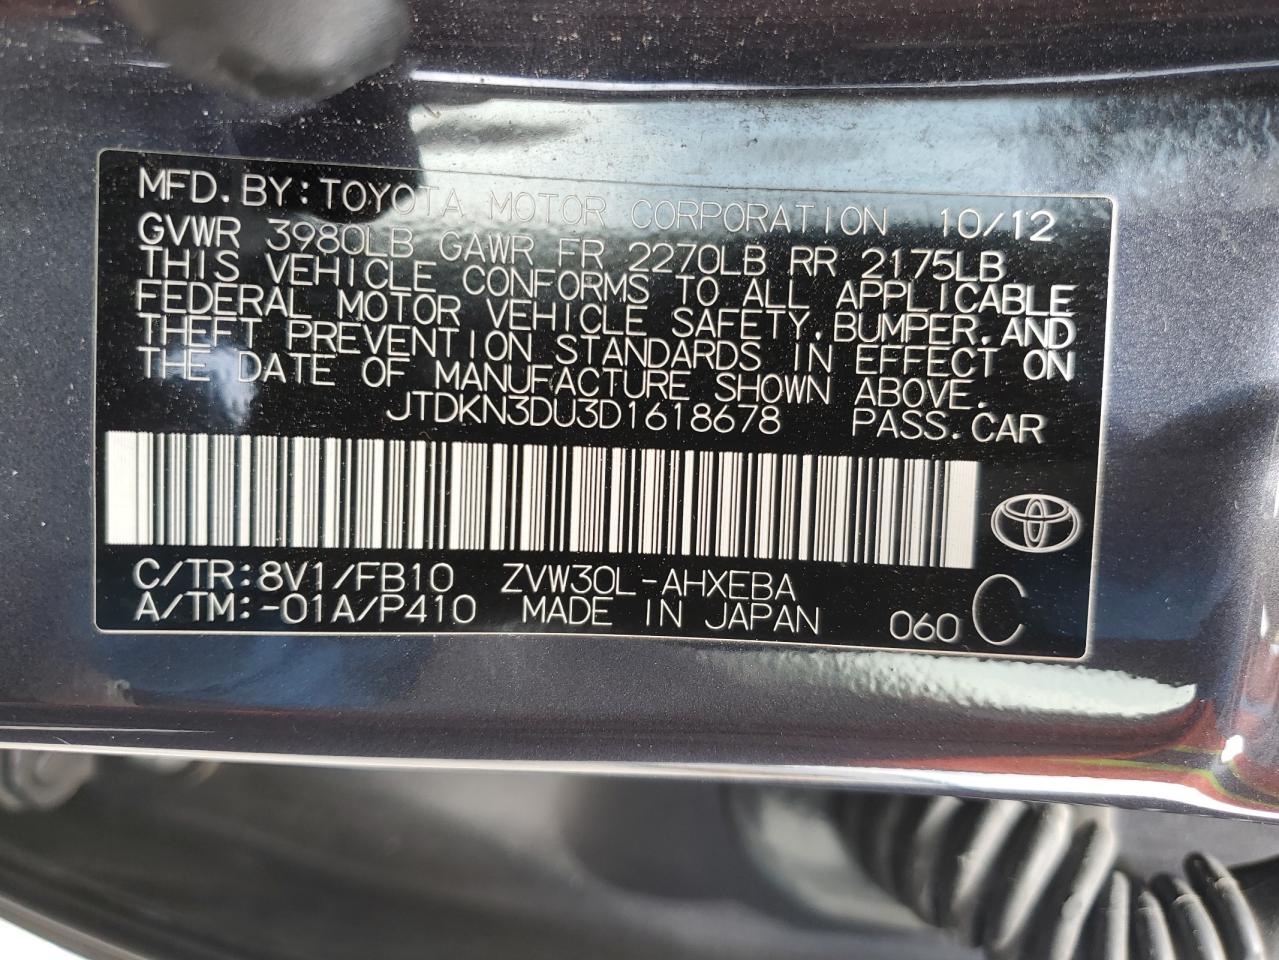 MFD. BY: TOYOTA MOTOR CORPORATION 10/12
GVWR 3980LB GAWR FR 2270LB RR 2175LB
THIS VEHICLE CONFORMS TO ALL APPLICABLE
FEDERAL MOTOR VEHICLE SAFETY, BUMPER, AND
THEFT PREVENTION STANDARDS IN EFFECT ON
THE DATE OF MANUFACTURE SHOWN ABOVE.
JTDKN3DU3D1618678 PASS. CAR
C/TR: 8V1/FB10 ZVW30L-AHXEBA
A/TM: -01A/P410 MADE IN JAPAN 060 C